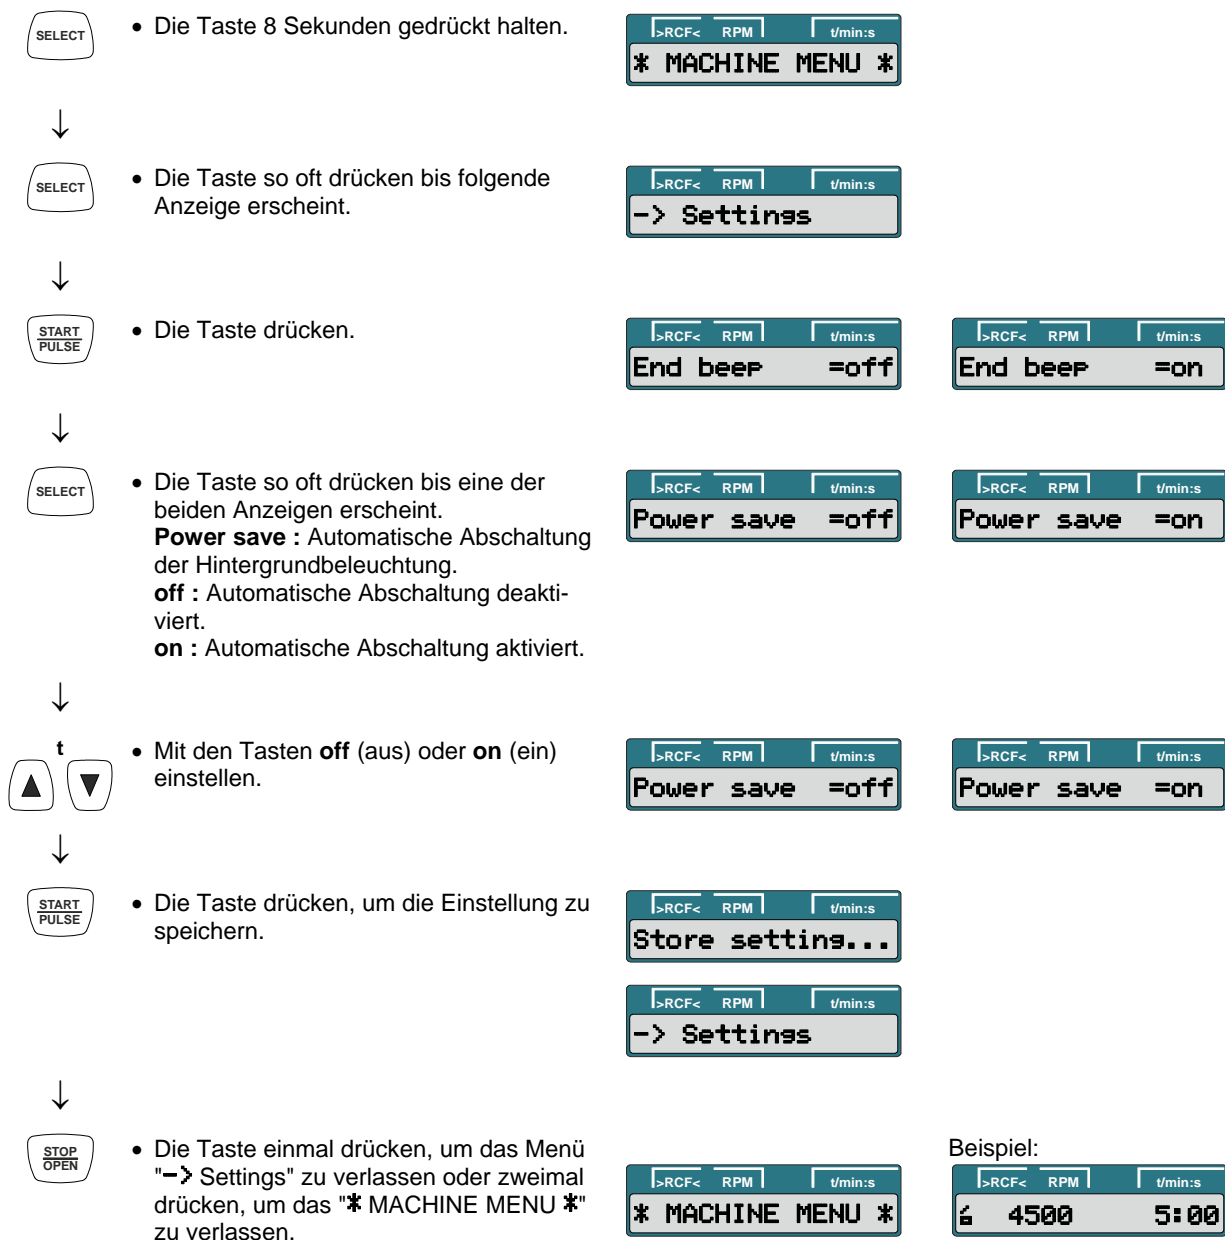 SELECT
• Die Taste 8 Sekunden gedrückt halten.
>RCF< RPM t/min:s
* MACHINE MENU *
↓
SELECT
• Die Taste so oft drücken bis folgende
Anzeige erscheint.
>RCF< RPM t/min:s
-> Settings
↓
START
PULSE
• Die Taste drücken.
>RCF< RPM t/min:s
End beep =off
>RCF< RPM t/min:s
End beep =on
↓
SELECT
• Die Taste so oft drücken bis eine der
beiden Anzeigen erscheint.
Power save : Automatische Abschaltung
der Hintergrundbeleuchtung.
off : Automatische Abschaltung deakti-
viert.
on : Automatische Abschaltung aktiviert.
>RCF< RPM t/min:s
Power save =off
>RCF< RPM t/min:s
Power save =on
↓
t
▲ ▼
• Mit den Tasten off (aus) oder on (ein)
einstellen.
>RCF< RPM t/min:s
Power save =off
>RCF< RPM t/min:s
Power save =on
↓
START
PULSE
• Die Taste drücken, um die Einstellung zu
speichern.
>RCF< RPM t/min:s
Store setting...
>RCF< RPM t/min:s
-> Settings
↓
STOP
OPEN
• Die Taste einmal drücken, um das Menü
"-> Settings" zu verlassen oder zweimal
drücken, um das "* MACHINE MENU *"
zu verlassen.
>RCF< RPM t/min:s
* MACHINE MENU *
Beispiel:
>RCF< RPM t/min:s
4500 5:00